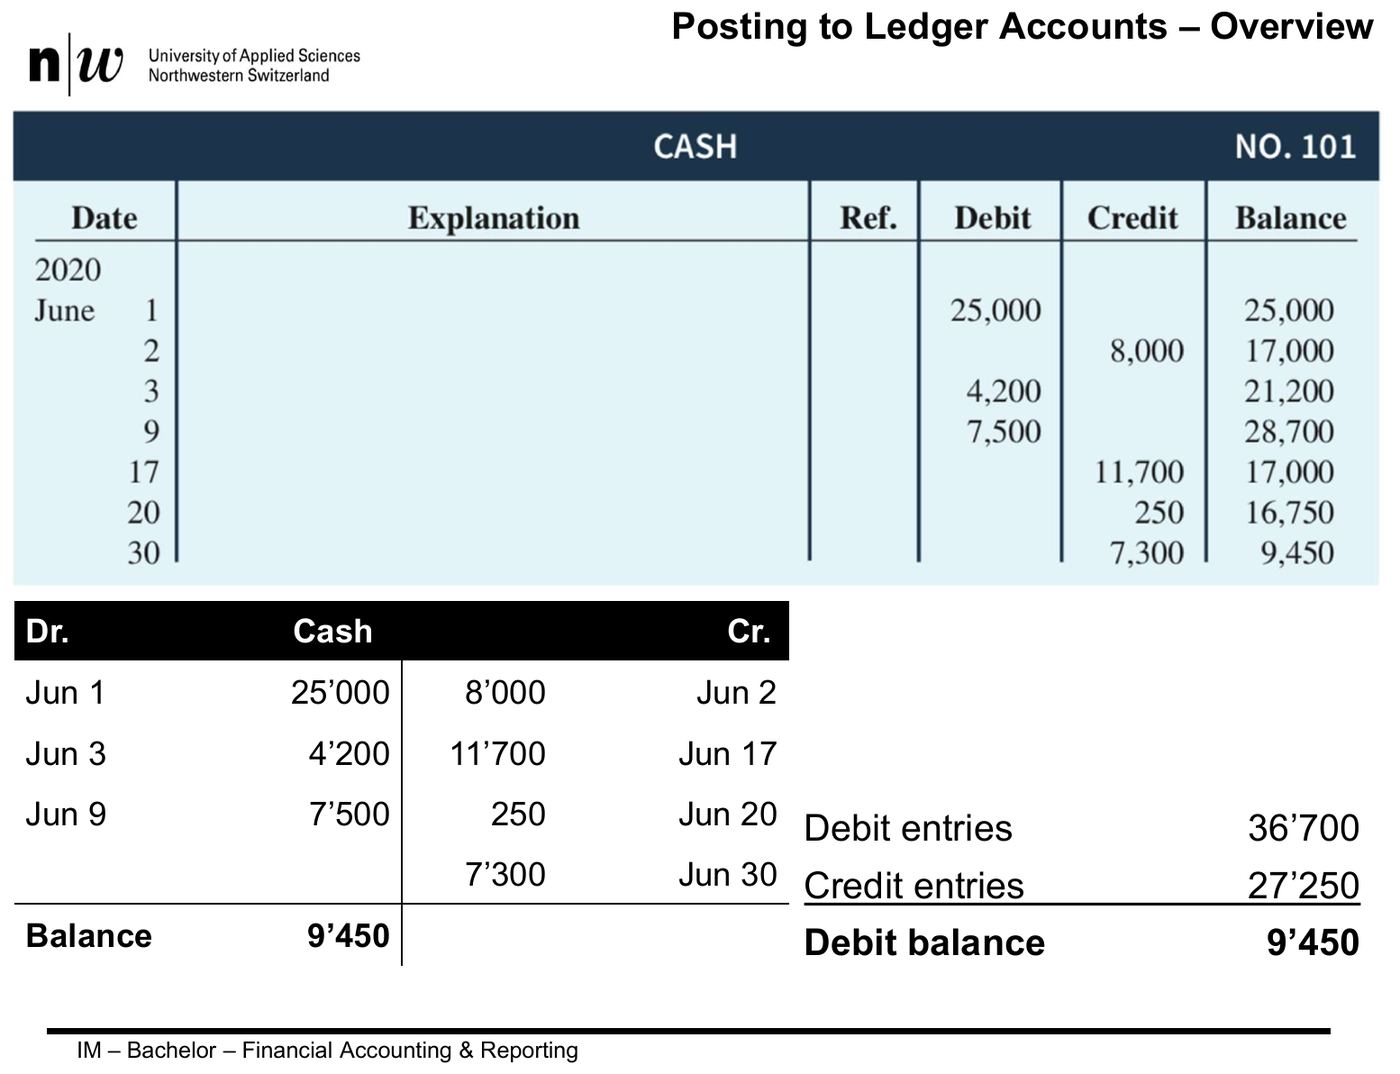 Posting to Ledger Accounts – Overview
n w
University of Applied Sciences
Northwestern Switzerland
CASH NO. 101
Date Explanation Ref. Debit Credit Balance
2020
June 1 25,000 25,000
2 8,000 17,000
3 4,200 21,200
9 7,500 28,700
17 11,700 17,000
20 250 16,750
30 7,300 9,450
Dr. Cash Cr.
Jun 1 25’000 8’000 Jun 2
Jun 3 4’200 11’700 Jun 17
Jun 9 7’500 250 Jun 20
7’300 Jun 30
Balance 9’450
Debit entries 36’700
Credit entries 27’250
Debit balance 9’450
IM – Bachelor – Financial Accounting & Reporting